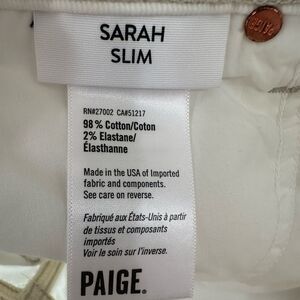 SARAH
SLIM
PAIGE
RN#27002 CA#51217
98% Cotton/Coton
2% Elastane/
Élasthanne
Made in the USA of Imported
fabric and components.
See care on reverse.
Fabriqué aux États-Unis à partir
de tissus et composants
importés
Voir le soin sur l'inverse.
PAIGE.